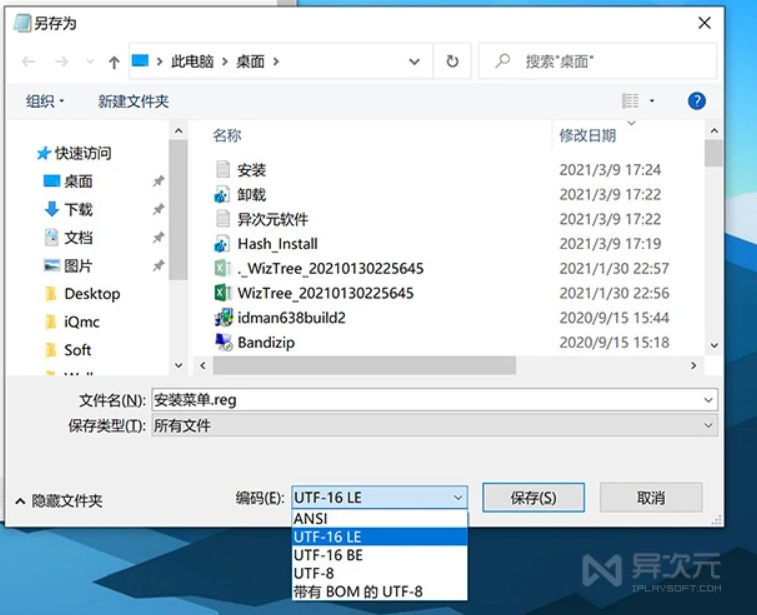 另存为
此电脑 > 桌面 >
搜索"桌面"
组织
新建文件夹
名称
修改日期
快速访问
桌面
下载
文档
图片
Desktop
iQmc
Soft
安装 2021/3/9 17:24
卸载 2021/3/9 17:22
异次元软件 2021/3/9 17:22
Hash_Install 2021/3/9 17:19
._WizTree_20210130225645 2021/1/30 22:57
WizTree_20210130225645 2021/1/30 22:56
idman638build2 2020/9/15 15:44
Bandizip 2020/9/15 15:18
文件名(N): 安装菜单.reg
保存类型(T): 所有文件
隐藏文件夹
编码(E): UTF-16 LE
保存(S)
取消
ANSI
UTF-16 LE
UTF-16 BE
UTF-8
带有 BOM 的 UTF-8
异次元
IPLAYSOFT.COM